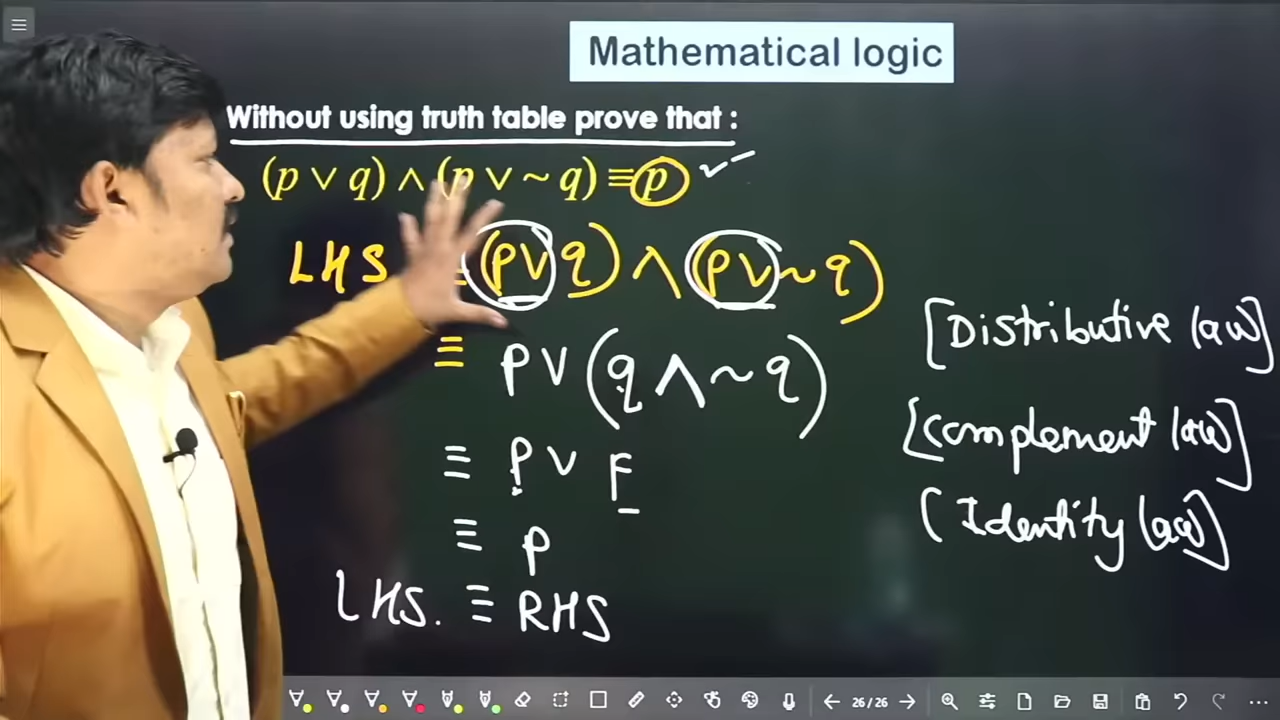 Mathematical logic
Without using truth table prove that :
(p ∨ q) ∧ (p ∨ ~ q) ≡ p
LHS ≡ (p∨q) ∧ (p∨~q)
≡ p∨(q∧~q) [Distributive law]
≡ p∨F [Complement law]
≡ p [Identity law]
LHS. ≡ RHS
26/26